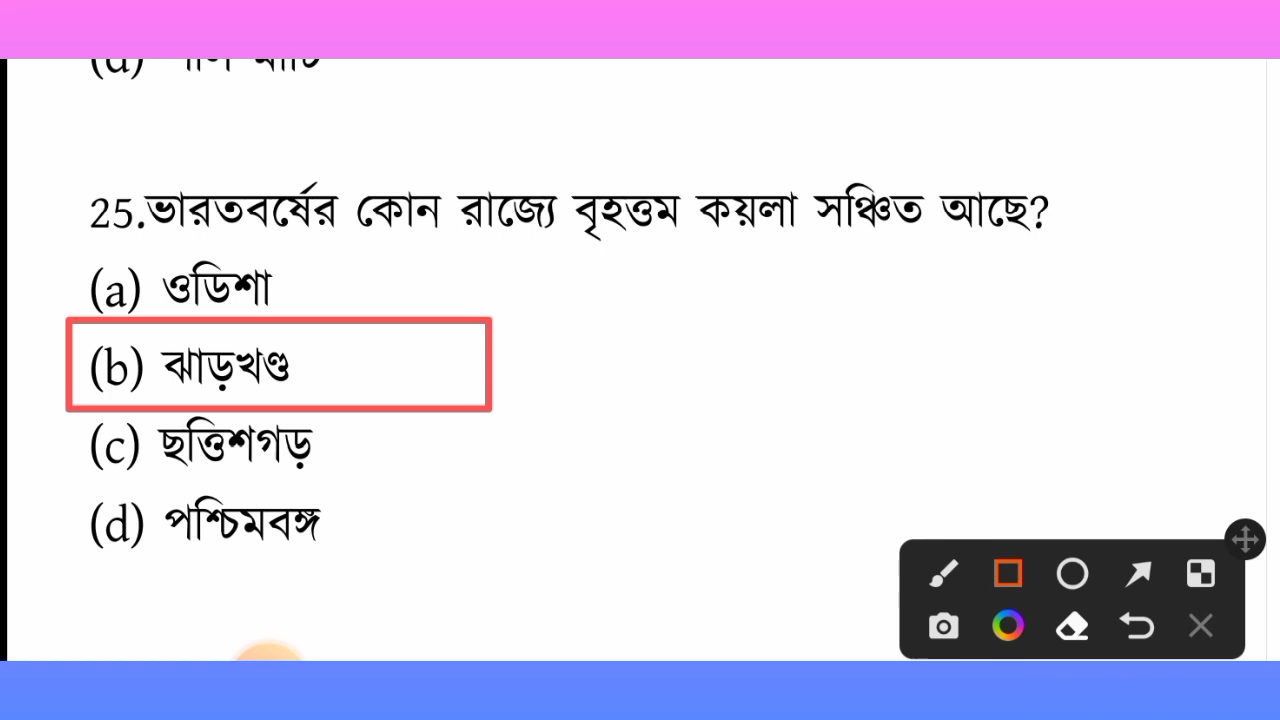 25.ভারতবর্ষের কোন রাজ্যে বৃহত্তম কয়লা সঞ্চিত আছে?
(a) ওডিশা
(b) ঝাড়খণ্ড
(c) ছত্তিশগড়
(d) পশ্চিমবঙ্গ